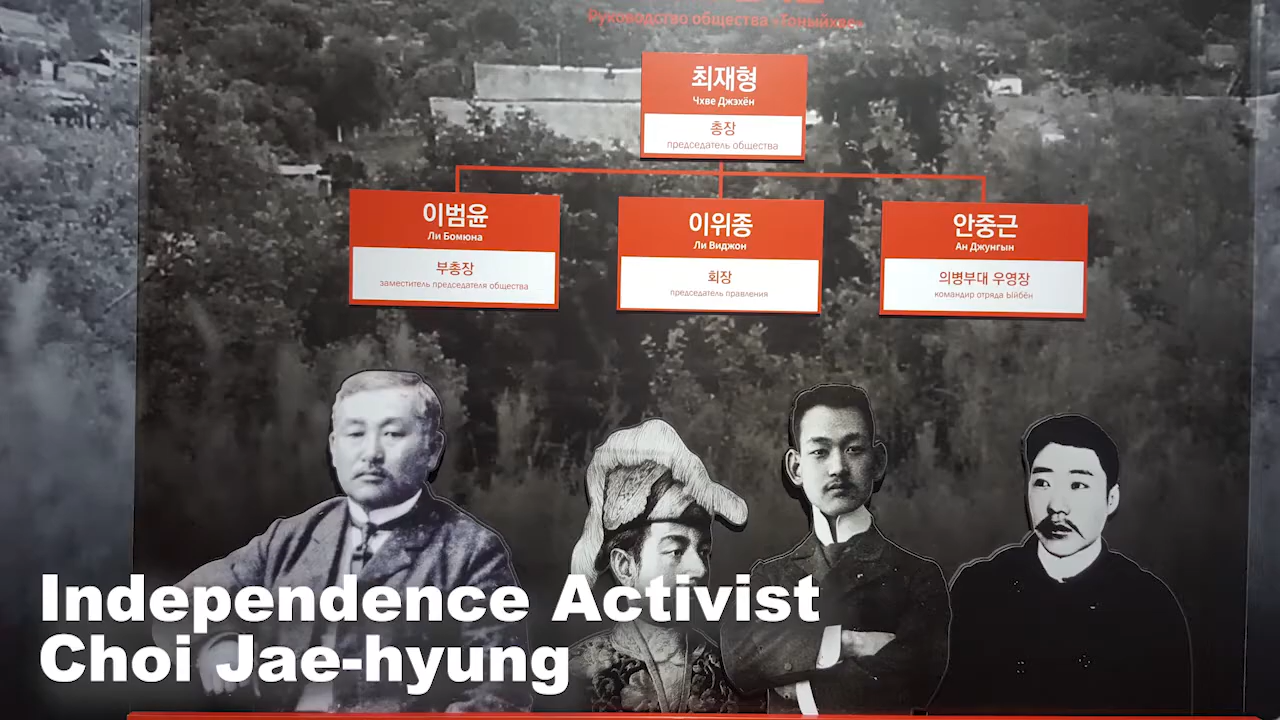 Руководство общества «Тоныйхве»
최재형
Чхве Джэхён
총장
председатель общества
이범윤
Ли Бомюна
부총장
заместитель председателя общества
이위종
Ли Виджон
회장
председатель правления
안중근
Ан Джунгын
의병부대 우영장
командир отряда Ыйбён
Independence Activist
Choi Jae-hyung